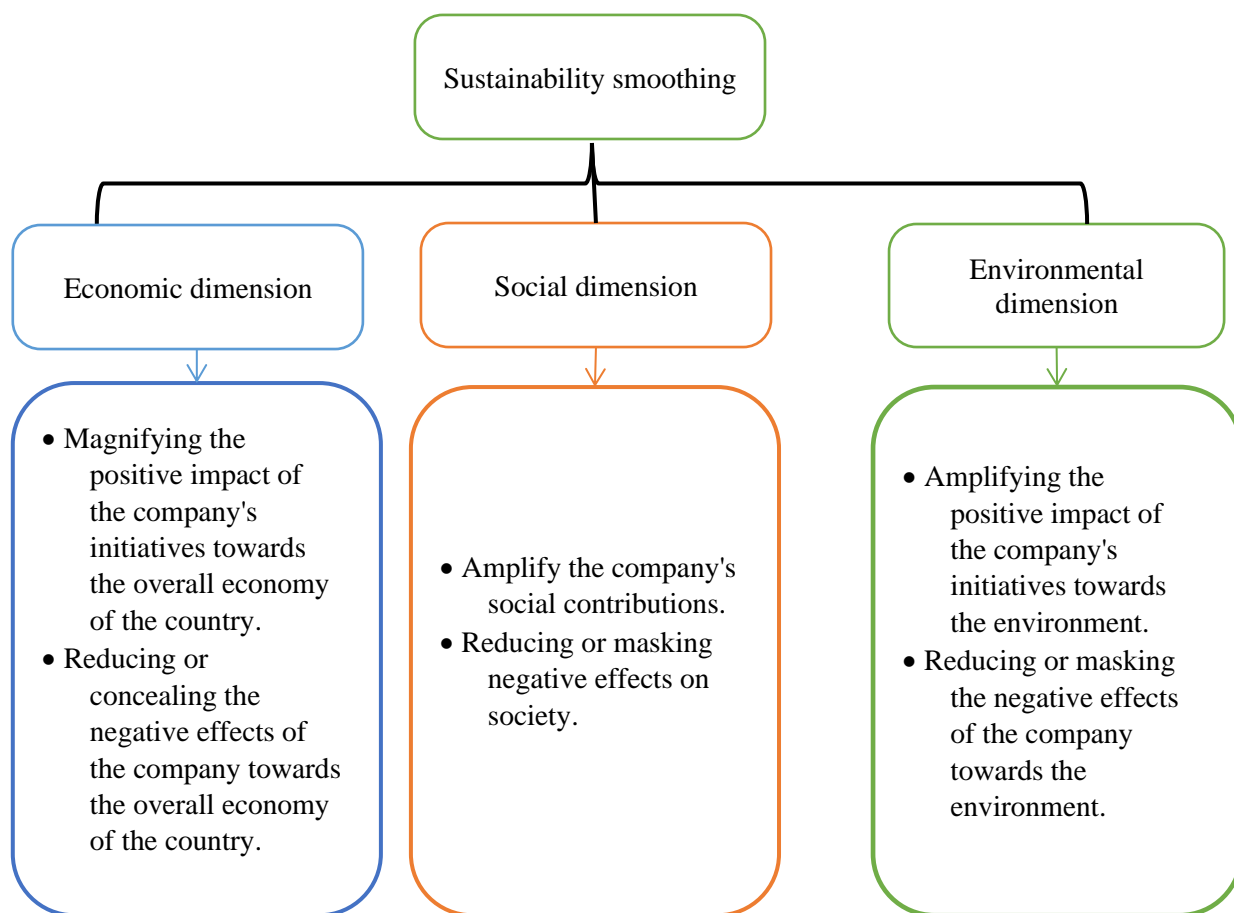 Sustainability smoothing
Economic dimension
Social dimension
Environmental
dimension
• Magnifying the
positive impact of
the company's
initiatives towards
the overall economy
of the country.
• Reducing or
concealing the
negative effects of
the company towards
the overall economy
of the country.
• Amplify the company's
social contributions.
• Reducing or masking
negative effects on
society.
• Amplifying the
positive impact of
the company's
initiatives towards
the environment.
• Reducing or masking
the negative effects
of the company
towards the
environment.